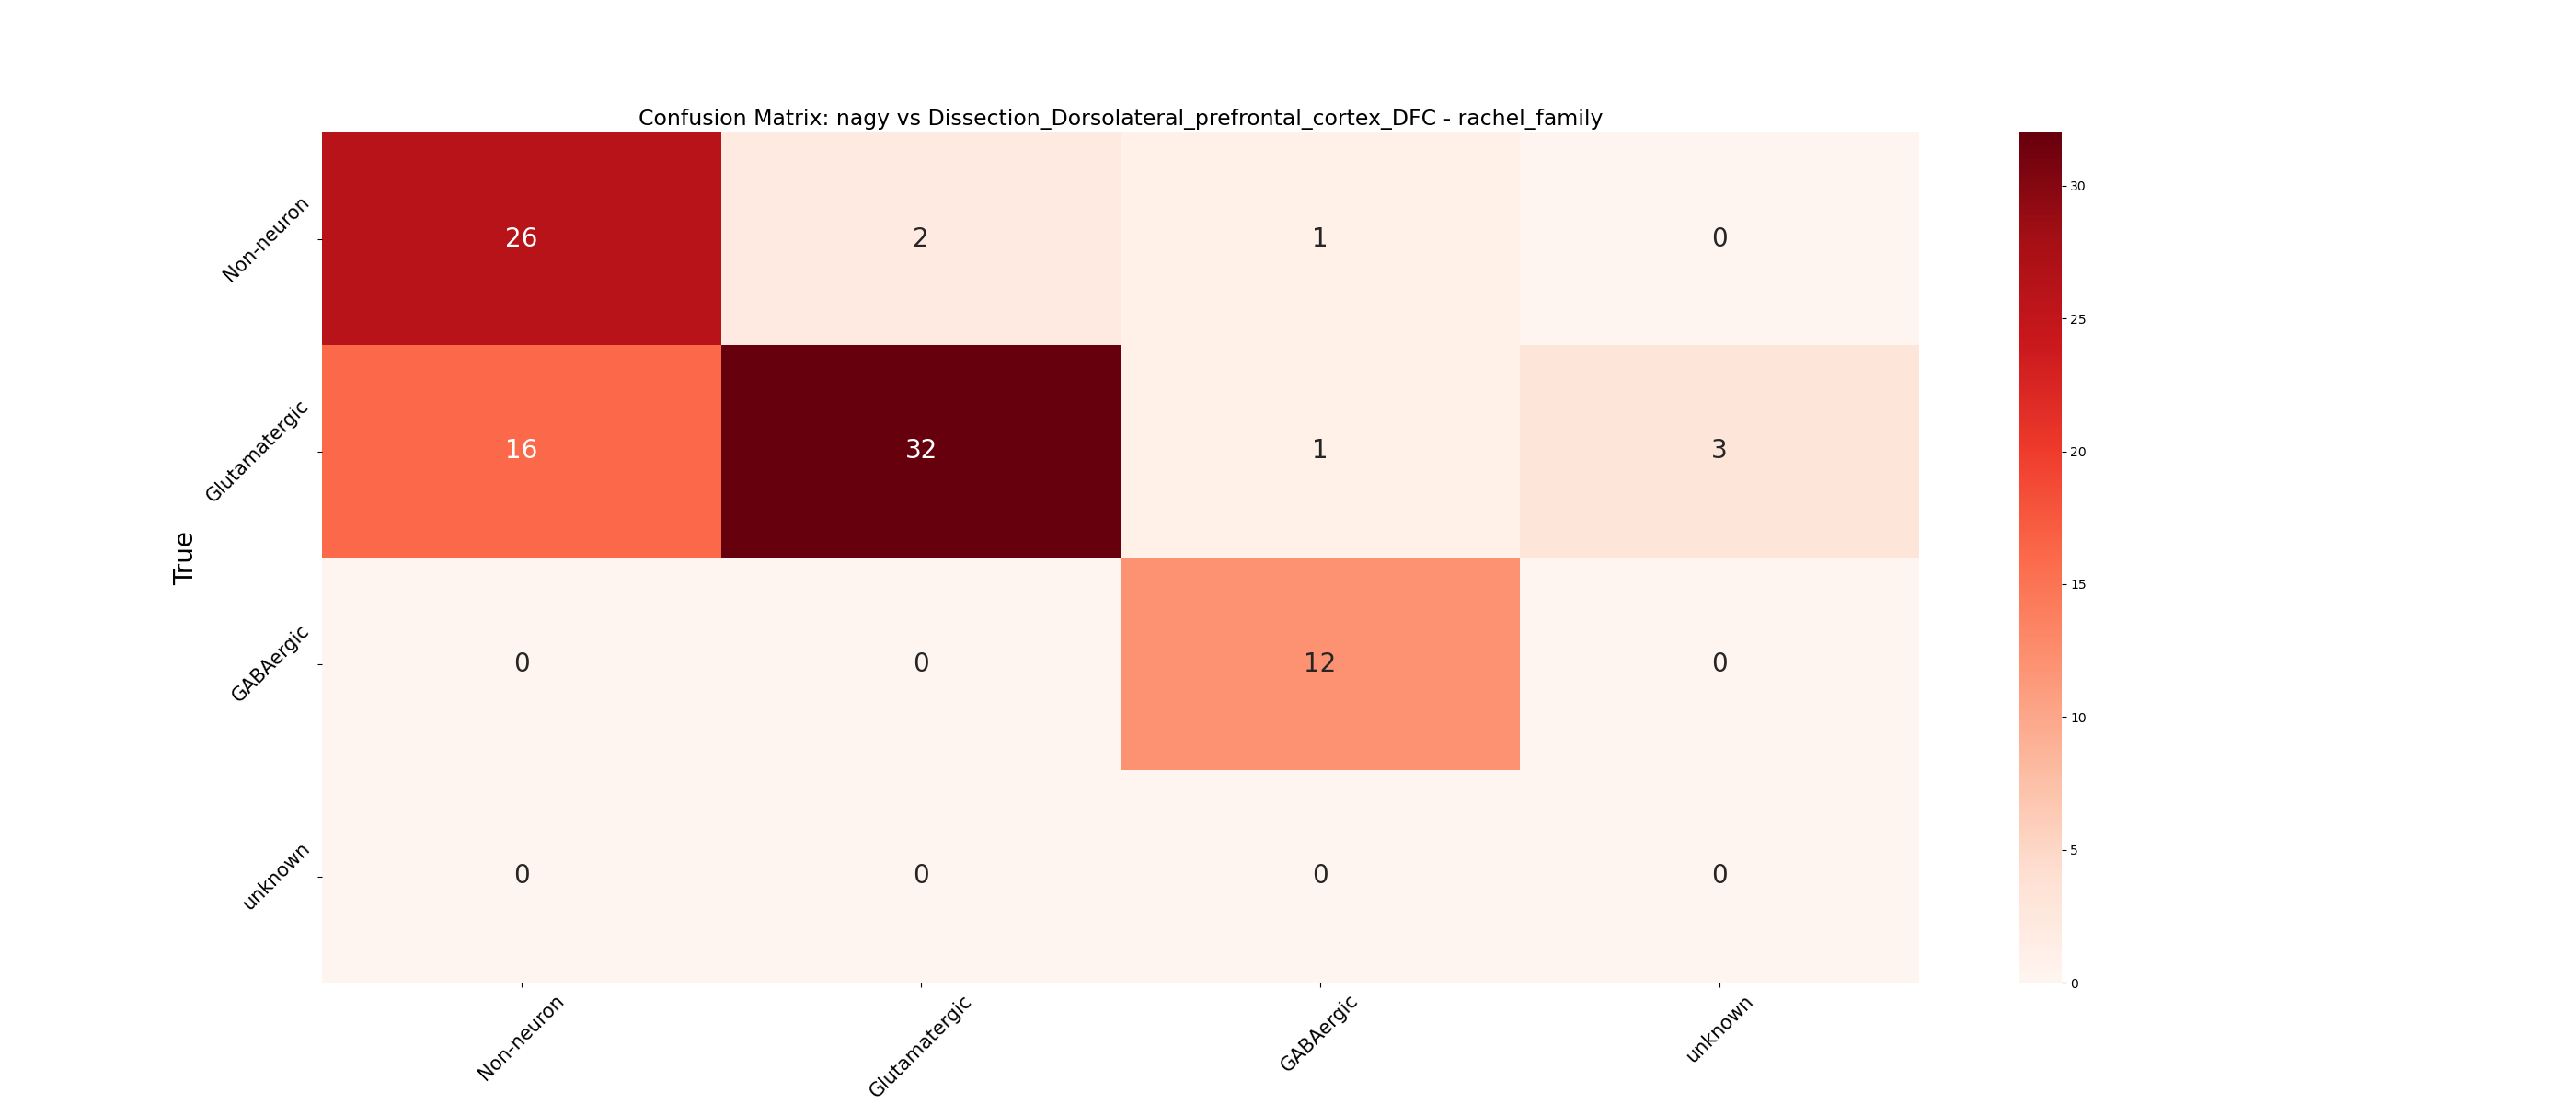 Confusion Matrix: nagy vs Dissection_Dorsolateral_prefrontal_cortex_DFC - rachel_family
True
Non-neuron 26 2 1 0
Glutamatergic 16 32 1 3
GABAergic 0 0 12 0
unknown 0 0 0 0
Non-neuron Glutamatergic GABAergic unknown
30
25
20
15
10
5
0